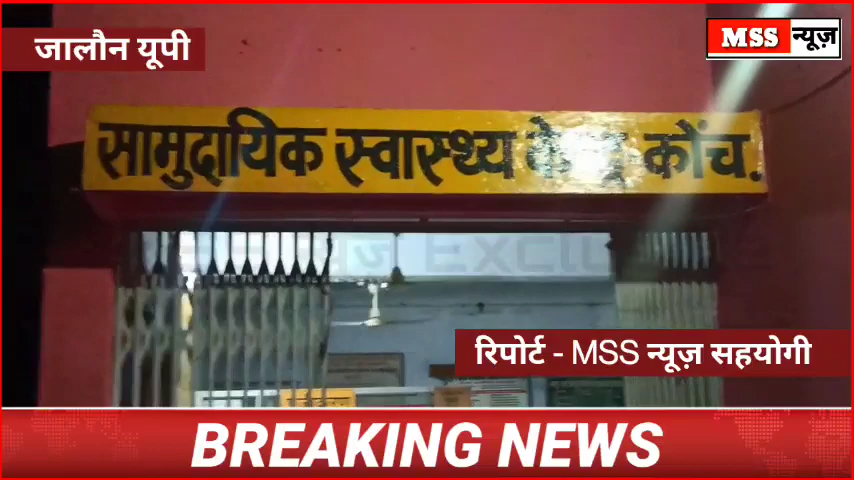 जालौन यूपी
MSS न्यूज़
सामुदायिक स्वास्थ्य कोंच.
रिपोर्ट - MSS न्यूज़ सहयोगी
BREAKING NEWS